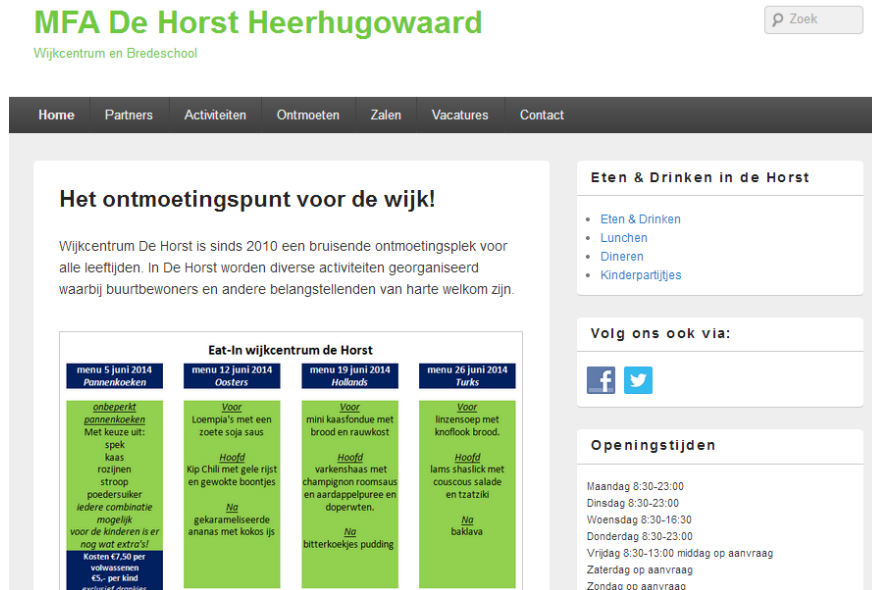 MFA De Horst Heerhugowaard
Wijkcentrum en Bredeschool
Zoek
Home Partners Activiteiten Ontmoeten Zalen Vacatures Contact
Het ontmoetingspunt voor de wijk!
Wijkcentrum De Horst is sinds 2010 een bruisende ontmoetingsplek voor
alle leeftijden. In De Horst worden diverse activiteiten georganiseerd
waarbij buurtbewoners en andere belangstellenden van harte welkom zijn.
Eat-In wijkcentrum de Horst
menu 5 juni 2014
Pannenkoeken
onbeperkt
pannenkoeken
Met keuze uit:
spek
kaas
rozijnen
stroop
poedersuiker
iedere combinatie
mogelijk
voor de kinderen is er
nog wat extra's!
Kosten €7,50 per
volwassenen
€5,- per kind
exclusief drankjes
menu 12 juni 2014
Oosters
Voor
Loempia's met een
zoete soja saus
Hoofd
Kip Chili met gele rijst
en gewokte boontjes
Na
gekarameliseerde
ananas met kokos ijs
menu 19 juni 2014
Hollands
Voor
mini kaasfondue met
brood en rauwkost
Hoofd
varkenshaas met
champignon roomsaus
en aardappelpuree en
doperwten.
Na
bitterkoekjes pudding
menu 26 juni 2014
Turks
Voor
linzensoep met
knoflook brood.
Hoofd
lams shaslick met
couscous salade
en tzatziki
Na
baklava
Eten & Drinken in de Horst
Eten & Drinken
Lunchen
Dineren
Kinderpartijtjes
Volg ons ook via:
Openingstijden
Maandag 8:30-23:00
Dinsdag 8:30-23:00
Woensdag 8:30-16:30
Donderdag 8:30-23:00
Vrijdag 8:30-13:00 middag op aanvraag
Zaterdag op aanvraag
Zondag op aanvraag